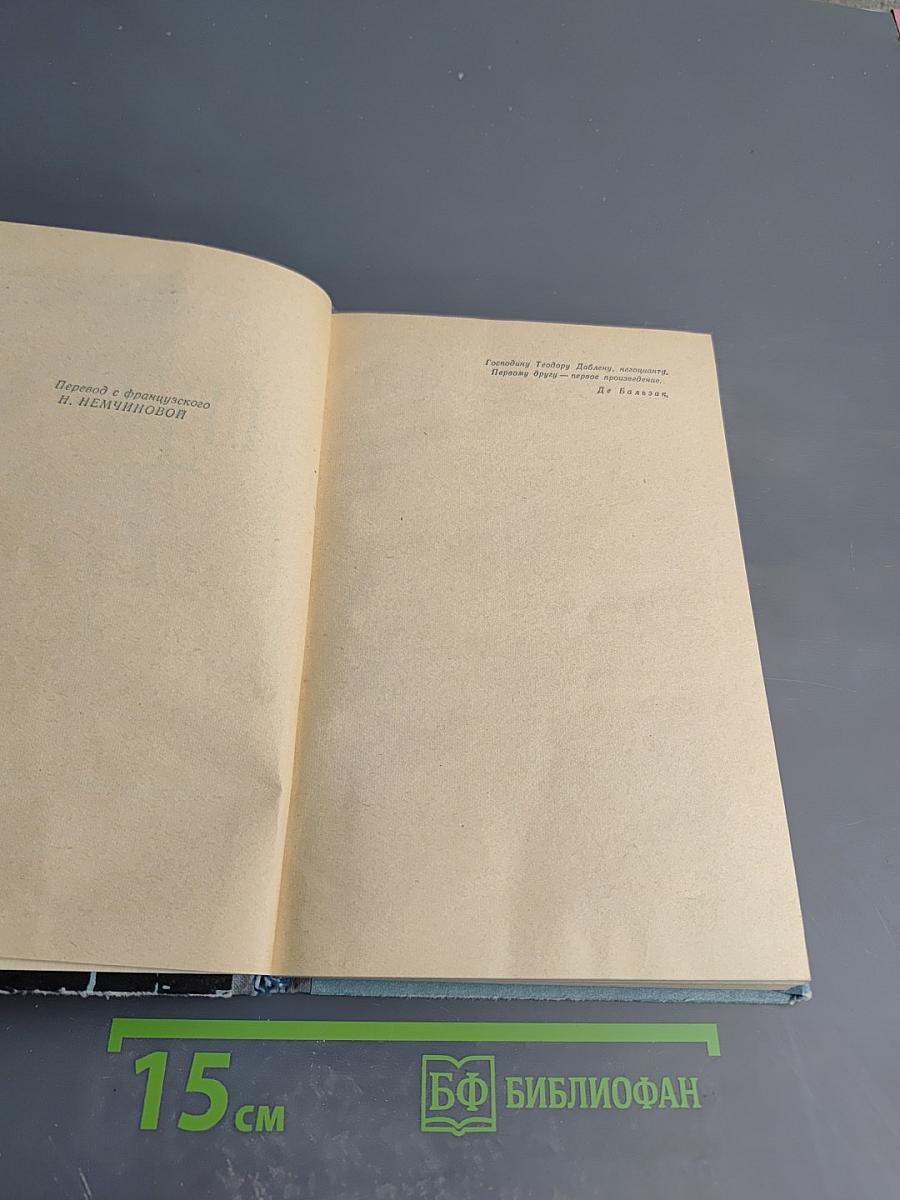 Перевод с французского
Н. НЕМЧИНОВОЙ
Господину Теодору Даблену, негоцианту.
Первому другу — первое произведение.
Де Бальзак.
15 см
БФ БИБЛИОФАН